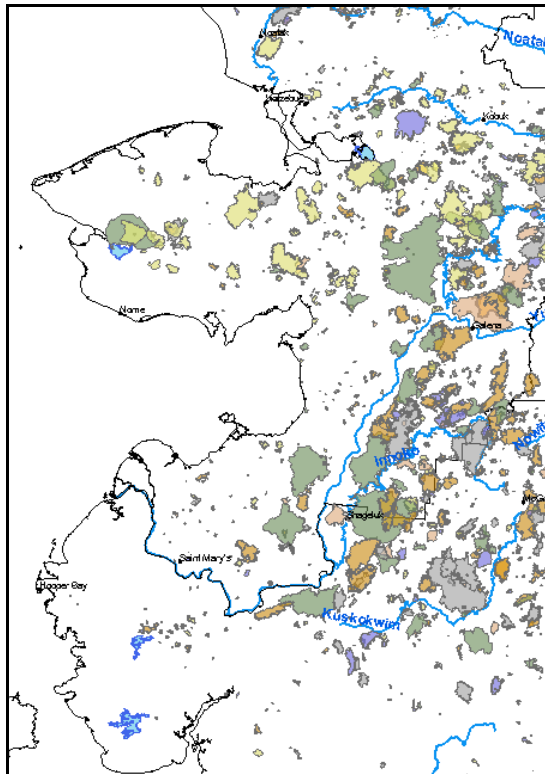 Noatak
Noatak
Kotzebue
Kobuk
Nome
Galena
Innoko
Shageluk
Saint Mary's
Hooper Bay
Kuskokwim